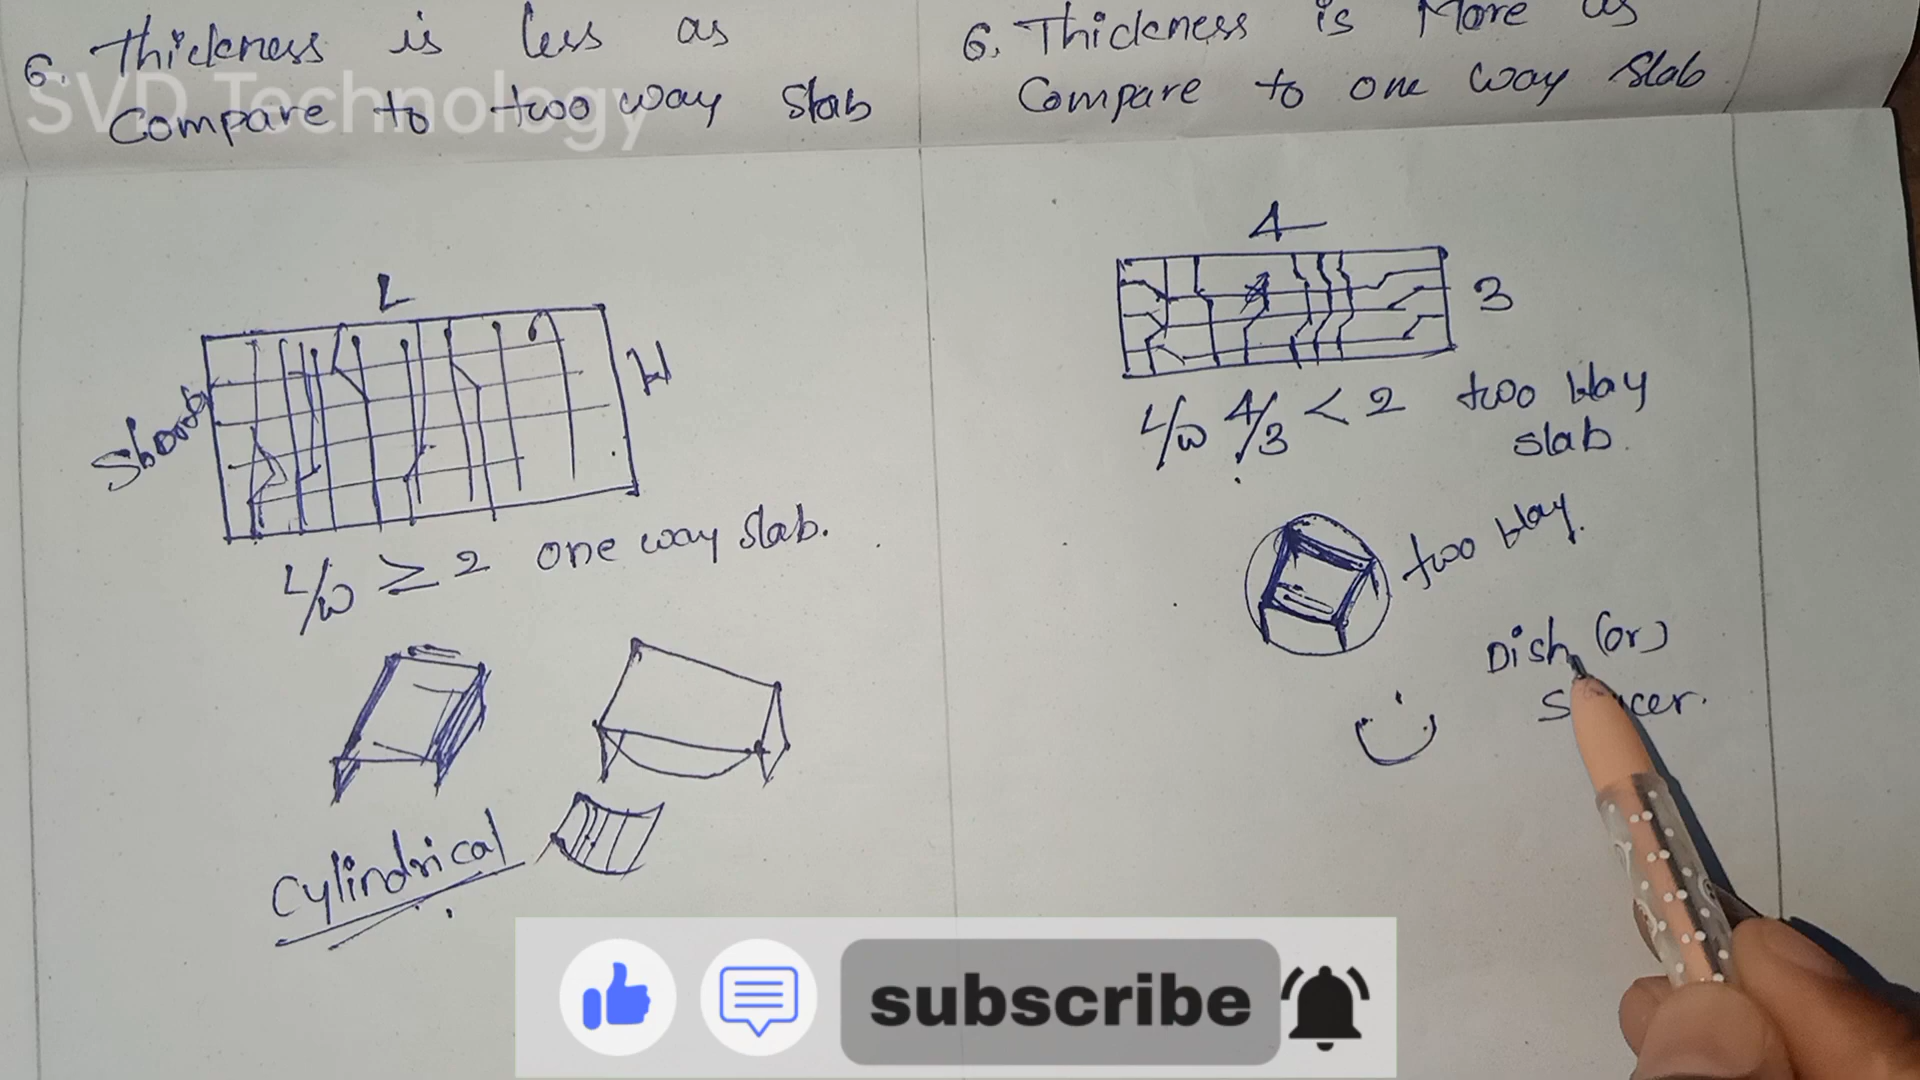 6. Thickness is less as
Compare to two way slab
SVD Technology
6. Thickness is More as
Compare to one way Slab
L
W
Short
L/w ≥ 2 one way slab.
Cylindrical
4
3
L/w 4/3 < 2 two Way
slab.
two Way.
Dish (or)
Saucer.
subscribe